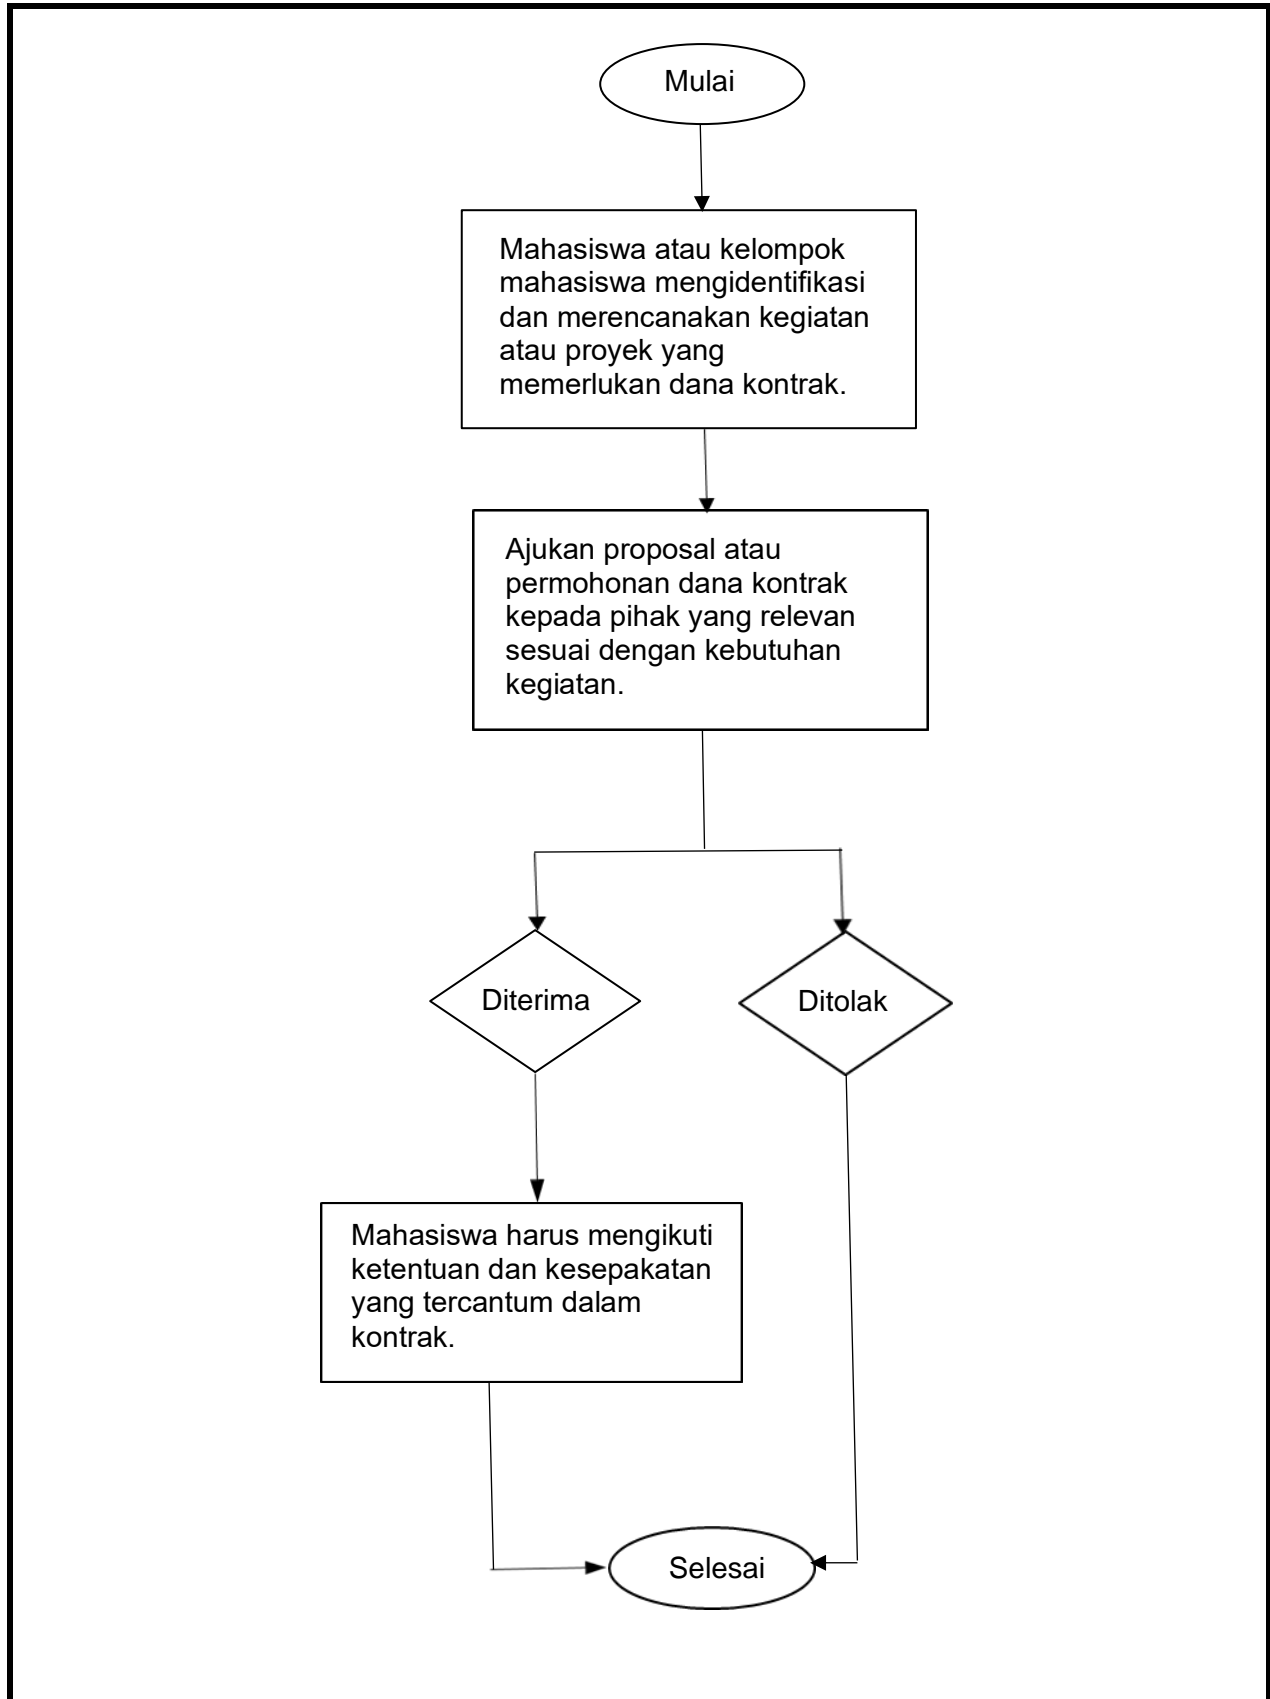 Mulai
Mahasiswa atau kelompok
mahasiswa mengidentifikasi
dan merencanakan kegiatan
atau proyek yang
memerlukan dana kontrak.
Ajukan proposal atau
permohonan dana kontrak
kepada pihak yang relevan
sesuai dengan kebutuhan
kegiatan.
Diterima
Ditolak
Mahasiswa harus mengikuti
ketentuan dan kesepakatan
yang tercantum dalam
kontrak.
Selesai